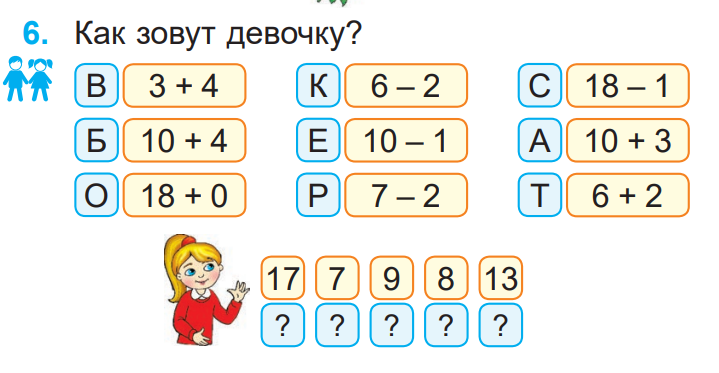 6. Как зовут девочку?
В 3 + 4 К 6 – 2 С 18 – 1
Б 10 + 4 Е 10 – 1 А 10 + 3
О 18 + 0 Р 7 – 2 Т 6 + 2
17 7 9 8 13
? ? ? ? ?